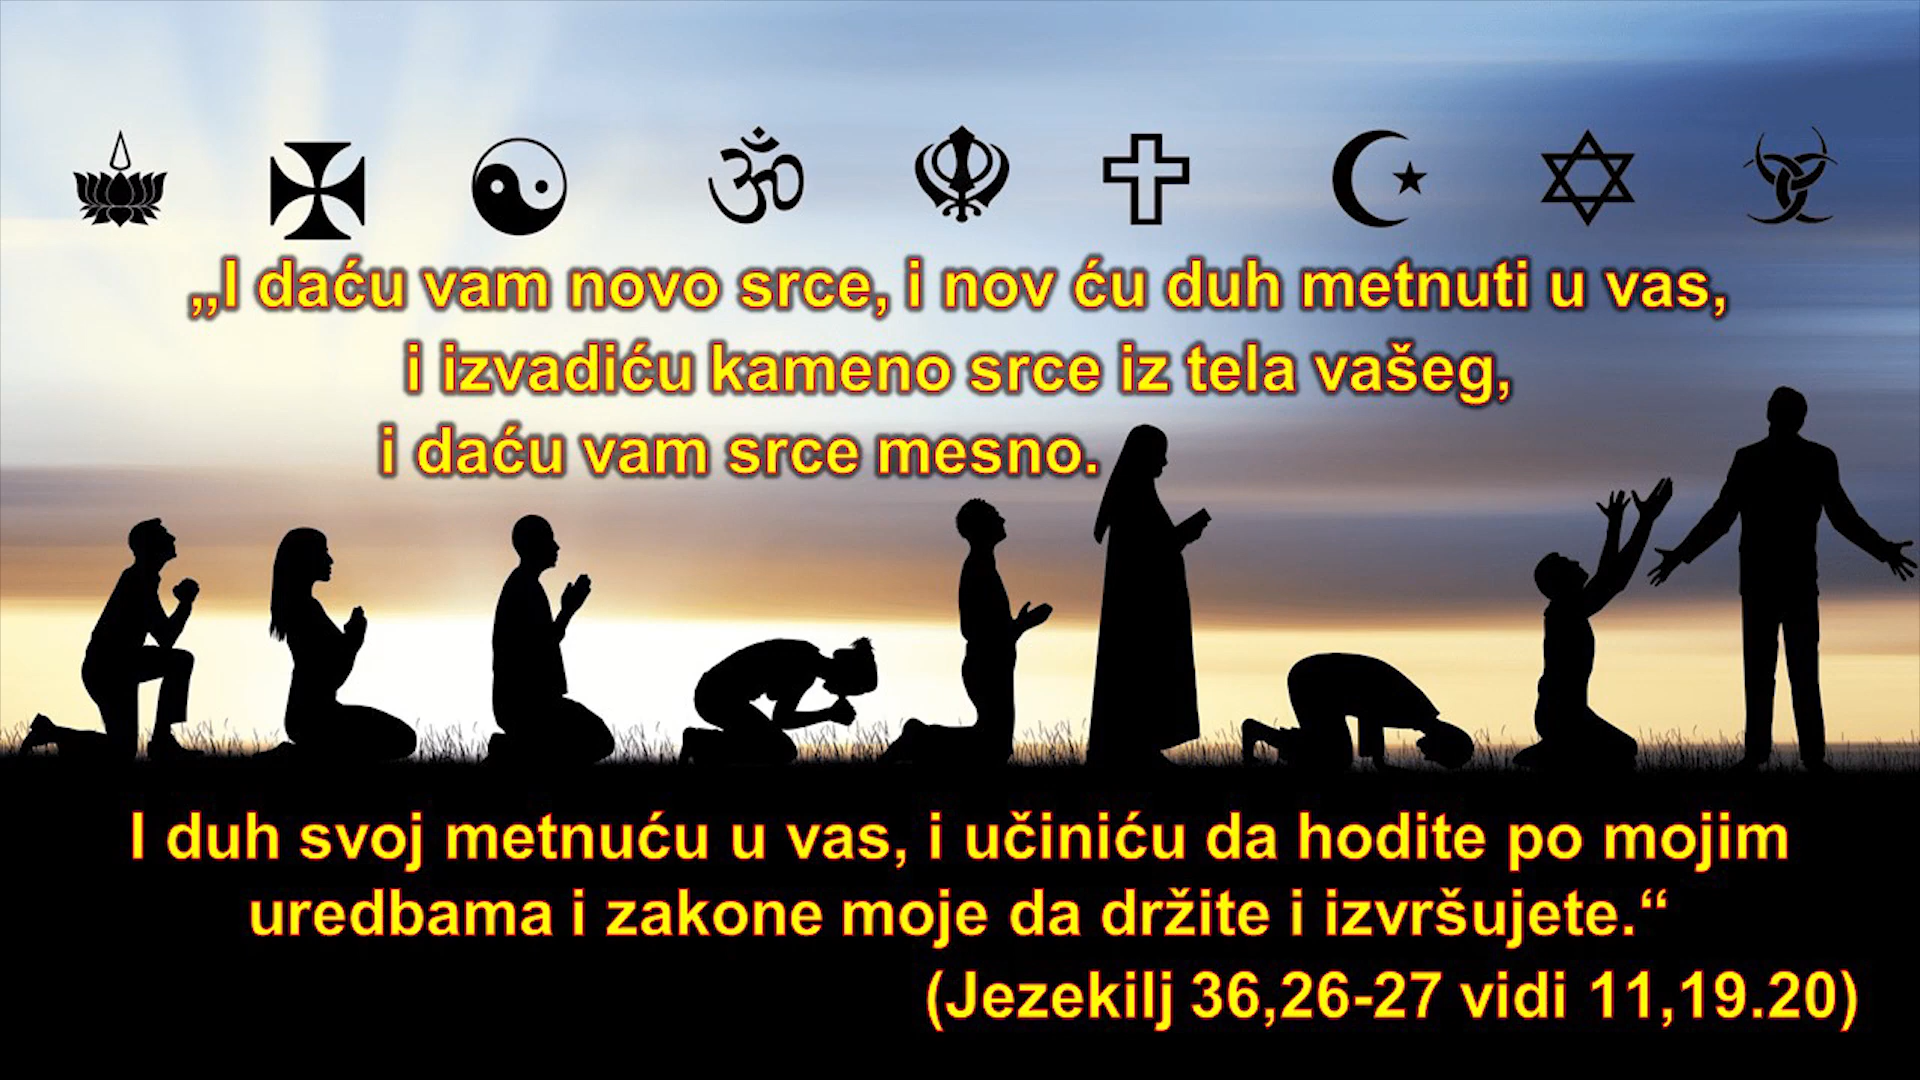 „I daću vam novo srce, i nov ću duh metnuti u vas,
i izvadiću kameno srce iz tela vašeg,
i daću vam srce mesno.
I duh svoj metnuću u vas, i učiniću da hodite po mojim
uredbama i zakone moje da držite i izvršujete.“
(Jezekilj 36,26-27 vidi 11,19.20)